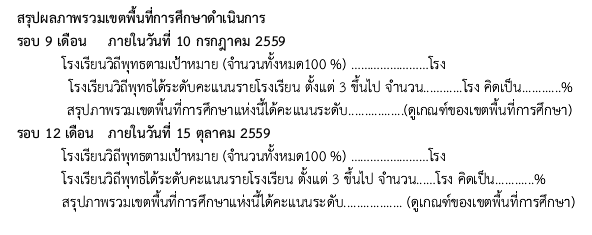 สรุปผลภาพรวมเขตพื้นที่การศึกษาดำเนินการ
รอบ 9 เดือน ภายในวันที่ 10 กรกฎาคม 2559
โรงเรียนวิถีพุทธตามเป้าหมาย (จำนวนทั้งหมด100 %) ........................โรง
โรงเรียนวิถีพุทธได้ระดับคะแนนรายโรงเรียน ตั้งแต่ 3 ขึ้นไป จำนวน............โรง คิดเป็น............%
สรุปภาพรวมเขตพื้นที่การศึกษาแห่งนี้ได้คะแนนระดับ.................(ดูเกณฑ์ของเขตพื้นที่การศึกษา)
รอบ 12 เดือน ภายในวันที่ 15 ตุลาคม 2559
โรงเรียนวิถีพุทธตามเป้าหมาย (จำนวนทั้งหมด100 %) ........................โรง
โรงเรียนวิถีพุทธได้ระดับคะแนนรายโรงเรียน ตั้งแต่ 3 ขึ้นไป จำนวน......โรง คิดเป็น............%
สรุปภาพรวมเขตพื้นที่การศึกษาแห่งนี้ได้คะแนนระดับ.................. (ดูเกณฑ์ของเขตพื้นที่การศึกษา)